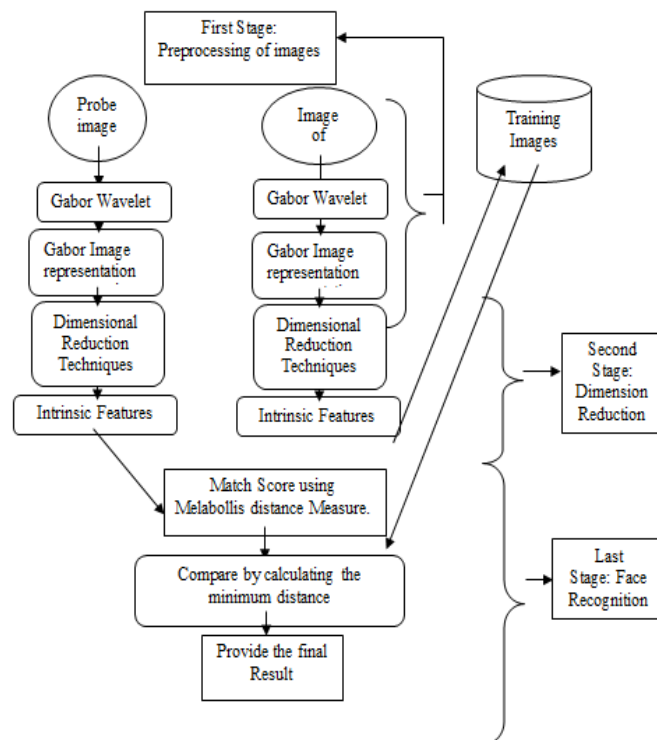 First Stage:
Preprocessing of images
Probe
image
Image
of
Training
Images
Gabor Wavelet
Gabor Wavelet
Gabor Image
representation
Gabor Image
representation
Dimensional
Reduction
Techniques
Dimensional
Reduction
Techniques
Intrinsic Features
Intrinsic Features
Second
Stage:
Dimension
Reduction
Match Score using
Melabollis distance Measure.
Compare by calculating the
minimum distance
Last
Stage: Face
Recognition
Provide the final
Result